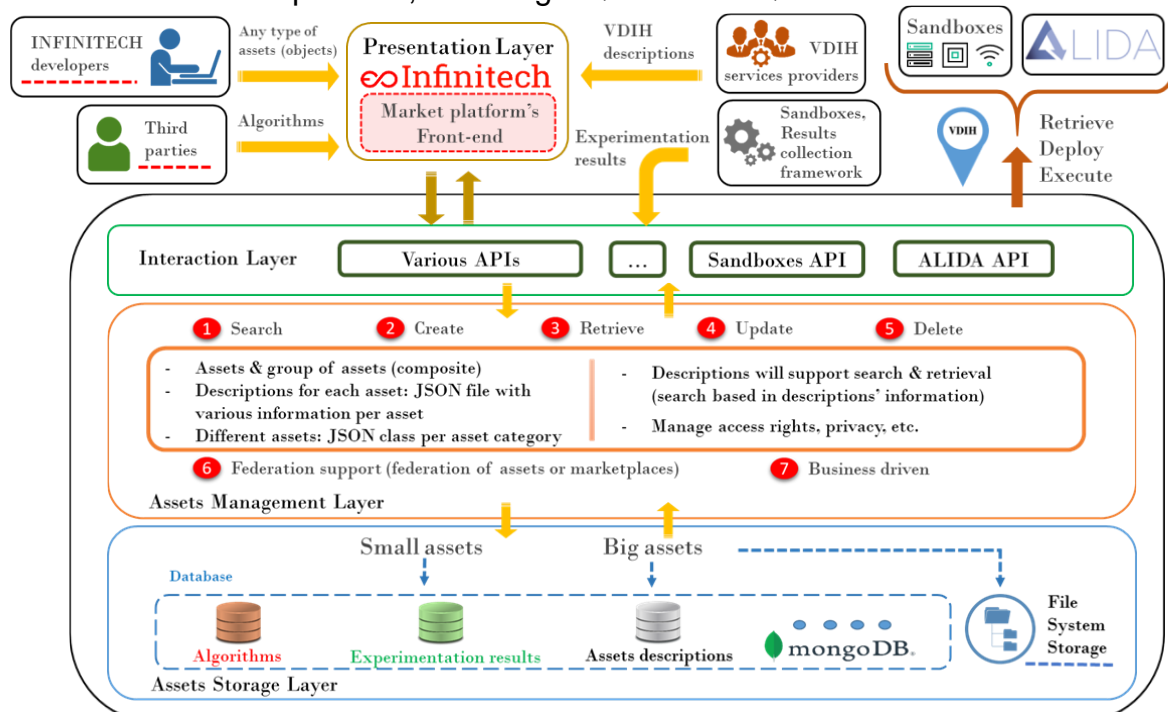 INFINITECH
developers
Any type of
assets (objects)
Presentation Layer
Infinitech
Market platform's
Front-end
VDIH
descriptions
VDIH
services providers
Sandboxes
ALIDA
Third
parties
Algorithms
Experimentation
results
Sandboxes,
Results
collection
framework
VDIH
Retrieve
Deploy
Execute
Interaction Layer
Various APIs
...
Sandboxes API
ALIDA API
1 Search
2 Create
3 Retrieve
4 Update
5 Delete
- Assets & group of assets (composite)
- Descriptions for each asset: JSON file with
various information per asset
- Different assets: JSON class per asset category
- Descriptions will support search & retrieval
(search based in descriptions' information)
- Manage access rights, privacy, etc.
6 Federation support (federation of assets or marketplaces)
7 Business driven
Assets Management Layer
Small assets
Big assets
Database
Algorithms
Experimentation results
Assets descriptions
mongoDB®
File
System
Storage
Assets Storage Layer